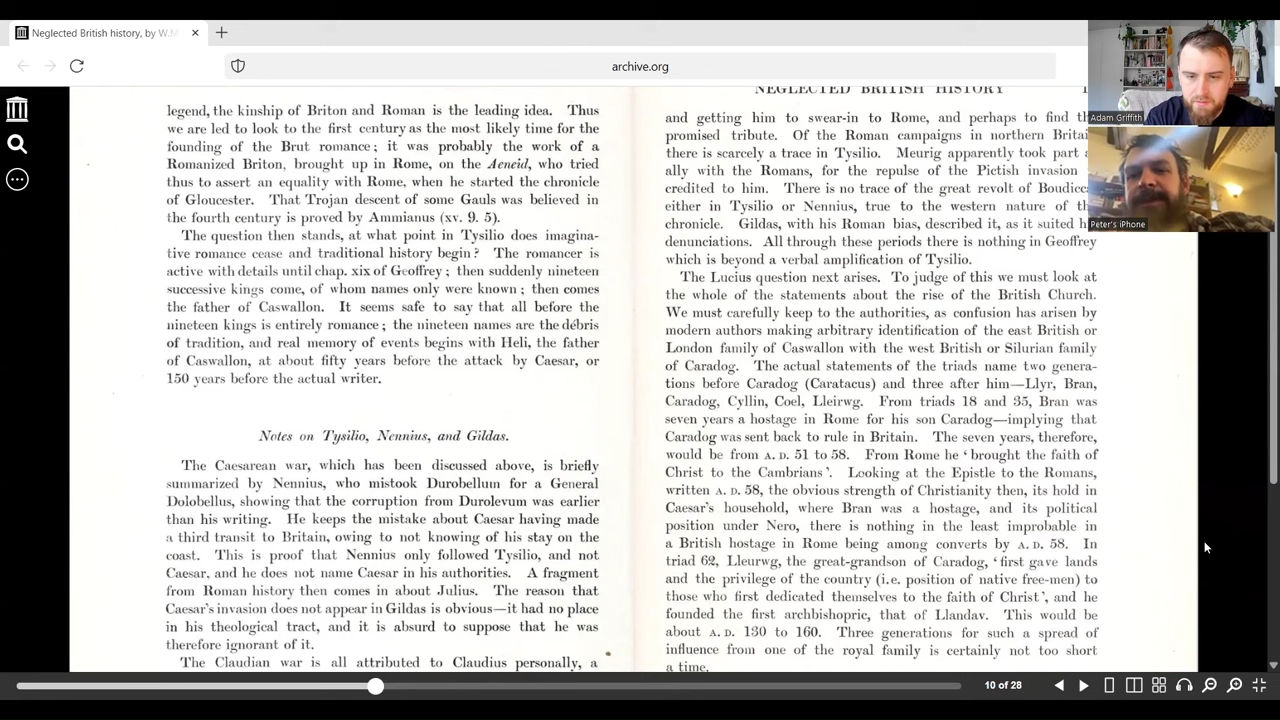 Neglected British history, by W.M
archive.org
legend, the kinship of Briton and Roman is the leading idea. Thus
we are led to look to the first century as the most likely time for the
founding of the Brut romance; it was probably the work of a
Romanized Briton, brought up in Rome, on the Aeneid, who tried
thus to assert an equality with Rome, when he started the chronicle
of Gloucester. That Trojan descent of some Gauls was believed in
the fourth century is proved by Ammianus (xv. 9. 5).
The question then stands, at what point in Tysilio does imagina-
tive romance cease and traditional history begin? The romancer is
active with details until chap. xix of Geoffrey; then suddenly nineteen
successive kings come, of whom names only were known; then comes
the father of Caswallon. It seems safe to say that all before the
nineteen kings is entirely romance; the nineteen names are the débris
of tradition, and real memory of events begins with Heli, the father
of Caswallon, at about fifty years before the attack by Caesar, or
150 years before the actual writer.
Notes on Tysilio, Nennius, and Gildas.
The Caesarean war, which has been discussed above, is briefly
summarized by Nennius, who mistook Durobellum for a General
Dolobellus, showing that the corruption from Durolevum was earlier
than his writing. He keeps the mistake about Caesar having made
a third transit to Britain, owing to not knowing of his stay on the
coast. This is proof that Nennius only followed Tysilio, and not
Caesar, and he does not name Caesar in his authorities. A fragment
from Roman history then comes in about Julius. The reason that
Caesar's invasion does not appear in Gildas is obvious—it had no place
in his theological tract, and it is absurd to suppose that he was
therefore ignorant of it.
The Claudian war is all attributed to Claudius personally, a
NEGLECTED BRITISH HISTORY
and getting him to swear-in to Rome, and perhaps to find th
promised tribute. Of the Roman campaigns in northern Britai
there is scarcely a trace in Tysilio. Meurig apparently took part a
ally with the Romans, for the repulse of the Pictish invasion
credited to him. There is no trace of the great revolt of Boudicca
either in Tysilio or Nennius, true to the western nature of th
chronicle. Gildas, with his Roman bias, described it, as it suited h
denunciations. All through these periods there is nothing in Geoffrey
which is beyond a verbal amplification of Tysilio.
The Lucius question next arises. To judge of this we must look at
the whole of the statements about the rise of the British Church.
We must carefully keep to the authorities, as confusion has arisen by
modern authors making arbitrary identification of the east British or
London family of Caswallon with the west British or Silurian family
of Caradog. The actual statements of the triads name two genera-
tions before Caradog (Caratacus) and three after him—Llyr, Bran,
Caradog, Cyllin, Coel, Lleirwg. From triads 18 and 35, Bran was
seven years a hostage in Rome for his son Caradog—implying that
Caradog was sent back to rule in Britain. The seven years, therefore,
would be from A. D. 51 to 58. From Rome he 'brought the faith of
Christ to the Cambrians'. Looking at the Epistle to the Romans,
written A. D. 58, the obvious strength of Christianity then, its hold in
Caesar's household, where Bran was a hostage, and its political
position under Nero, there is nothing in the least improbable in
a British hostage in Rome being among converts by A. D. 58. In
triad 62, Lleurwg, the great-grandson of Caradog, 'first gave lands
and the privilege of the country (i.e. position of native free-men) to
those who first dedicated themselves to the faith of Christ', and he
founded the first archbishopric, that of Llandav. This would be
about A. D. 130 to 160. Three generations for such a spread of
influence from one of the royal family is certainly not too short
a time.
Adam Griffith
Peter's iPhone
10 of 28